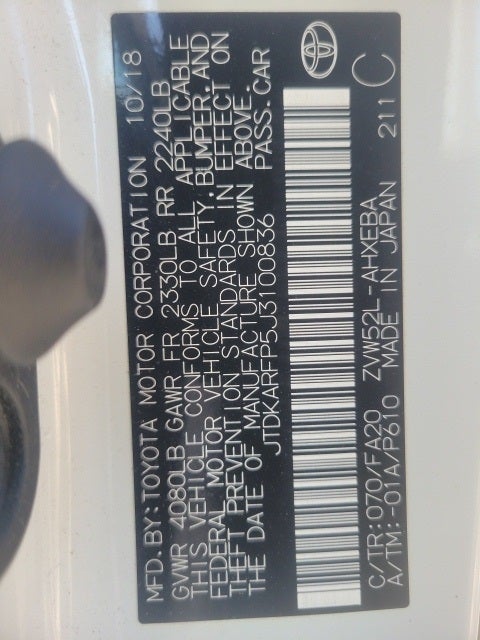 MFD. BY: TOYOTA MOTOR CORPORATION 10/18
GVWR 4080LB GAWR FR 2330LB RR 2240LB
THIS VEHICLE CONFORMS TO ALL APPLICABLE
FEDERAL MOTOR VEHICLE SAFETY, BUMPER, AND
THEFT PREVENTION STANDARDS IN EFFECT ON
THE DATE OF MANUFACTURE SHOWN ABOVE.
JTDKARFP5J3100836 PASS. CAR
C/TR: 070/FA20 ZVW52L-AHXEBA 211 C
A/TM: -01A/P610 MADE IN JAPAN